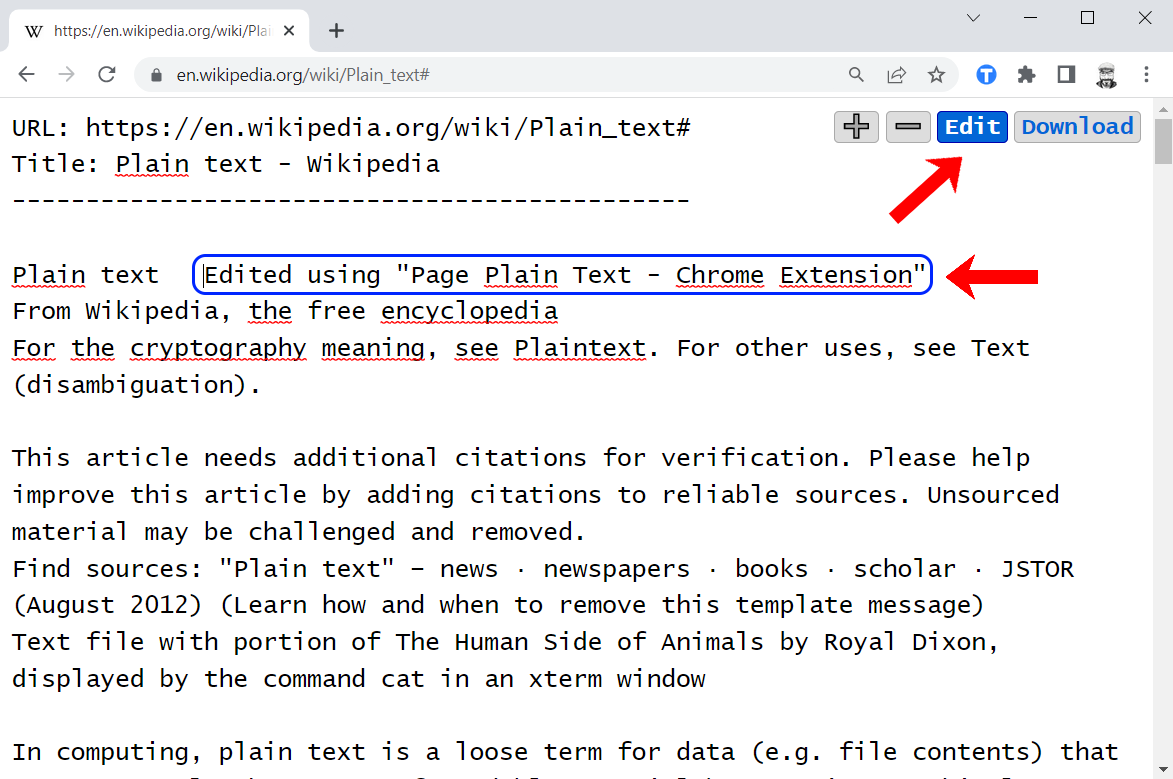 https://en.wikipedia.org/wiki/Plai
en.wikipedia.org/wiki/Plain_text#
URL: https://en.wikipedia.org/wiki/Plain_text#
Edit Download
Title: Plain text - Wikipedia
----------------------------------------------
Plain text Edited using "Page Plain Text - Chrome Extension"
From Wikipedia, the free encyclopedia
For the cryptography meaning, see Plaintext. For other uses, see Text
(disambiguation).
This article needs additional citations for verification. Please help
improve this article by adding citations to reliable sources. Unsourced
material may be challenged and removed.
Find sources: "Plain text" – news · newspapers · books · scholar · JSTOR
(August 2012) (Learn how and when to remove this template message)
Text file with portion of The Human Side of Animals by Royal Dixon,
displayed by the command cat in an xterm window
In computing, plain text is a loose term for data (e.g. file contents) that